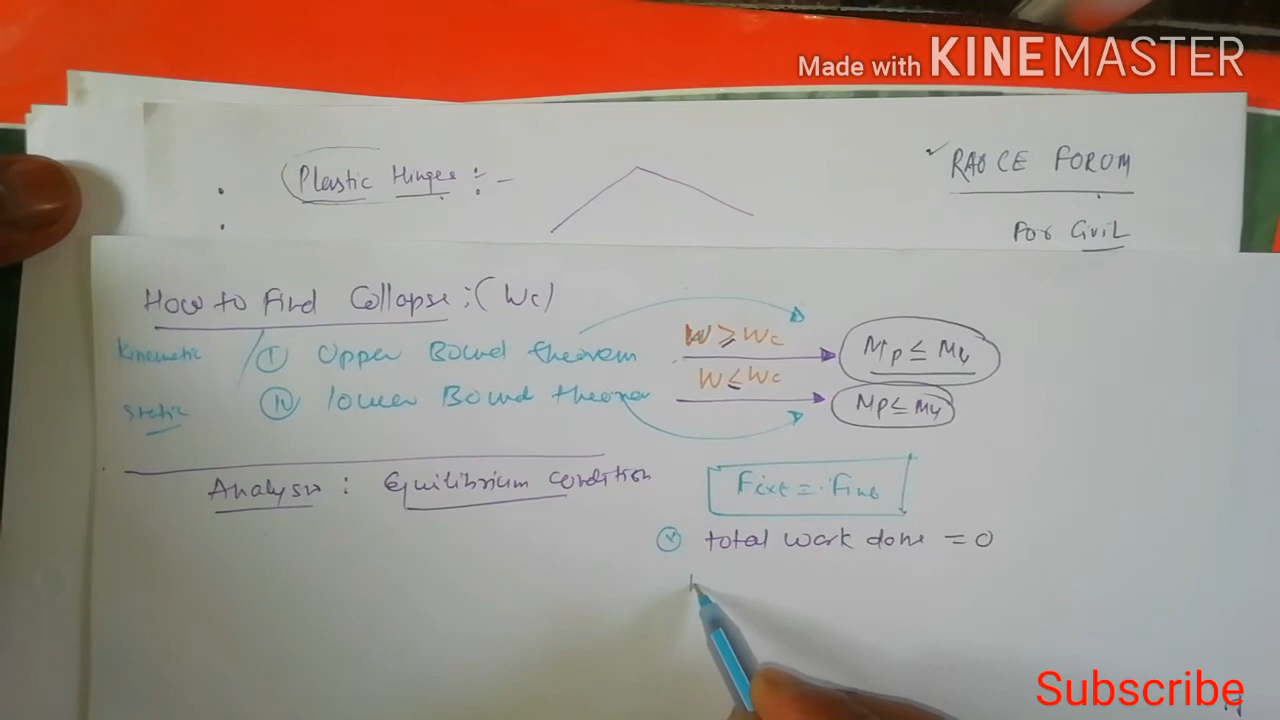 Made with KINEMASTER
Plastic Hinges : -
RAO CE FORUM
For Civil
How to Find Collapse : (Wc)
Kinematic I Upper Bound theorem W ≥ Wc Mp ≤ My
Static II lower Bound theorem W ≤ Wc Mp ≤ My
Analysis : Equilibrium condition Fext = Fint
total work done = 0
Subscribe